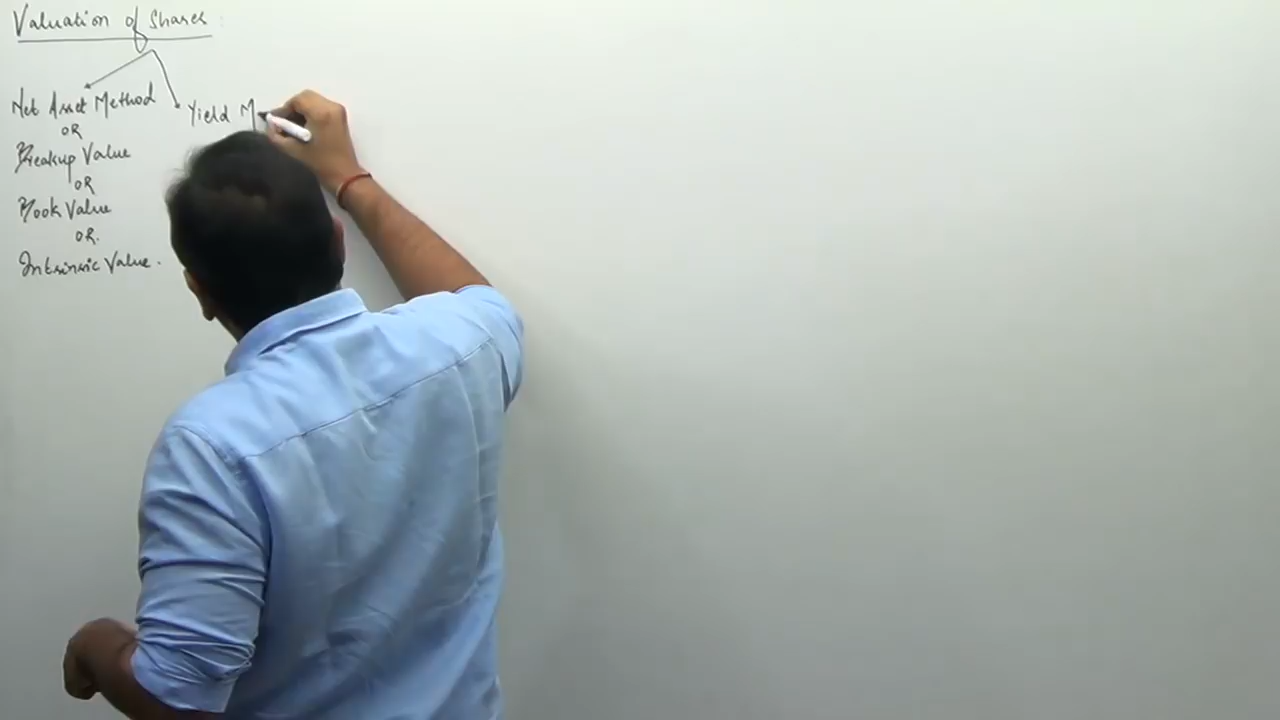 Valuation of Shares
Net Asset Method
OR
Breakup Value
OR
Book Value
OR.
Intrinsic Value.
Yield M